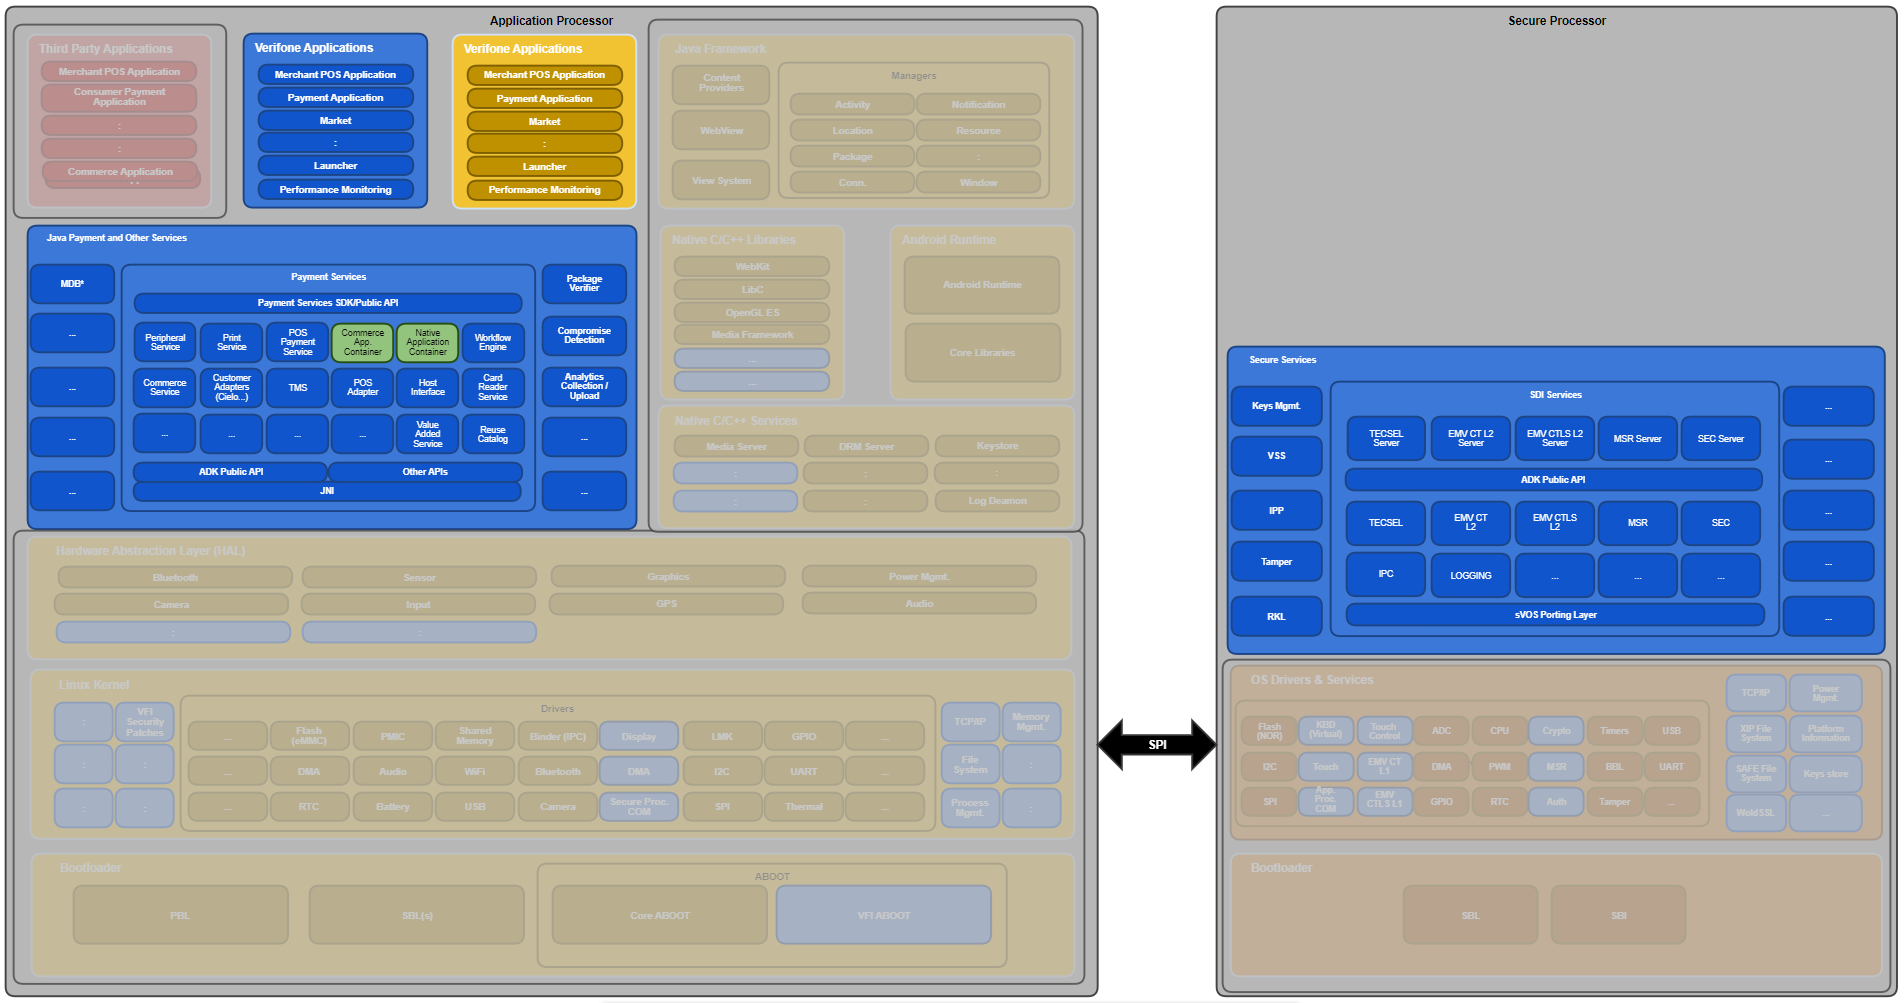 Application Processor
Third Party Applications
Merchant POS Application
Consumer Payment
Application
:
:
Commerce Application
Verifone Applications
Merchant POS Application
Payment Application
Market
:
Launcher
Performance Monitoring
Verifone Applications
Merchant POS Application
Payment Application
Market
:
Launcher
Performance Monitoring
Java Framework
Content
Providers
WebView
View System
Managers
Activity
Notification
Location
Resource
Package
:
Conn.
Window
Java Payment and Other Services
MDB*
...
...
...
...
Payment Services
Payment Services SDK/Public API
Peripheral
Service
Print
Service
POS
Payment
Service
Commerce
App.
Container
Native
Application
Container
Workflow
Engine
Commerce
Service
Customer
Adapters
(Cielo...)
TMS
POS
Adapter
Host
Interface
Card
Reader
Service
...
...
...
...
Value
Added
Service
Reuse
Catalog
ADK Public API
Other APIs
JNI
Package
Verifier
Compromise
Detection
Analytics
Collection /
Upload
...
...
Native C/C++ Libraries
WebKit
LibC
OpenGL ES
Media Framework
...
...
Android Runtime
Android Runtime
Core Libraries
Native C/C++ Services
Media Server
DRM Server
Keystore
:
:
:
:
:
Log Deamon
Hardware Abstraction Layer (HAL)
Bluetooth
Sensor
Graphics
Power Mgmt.
Camera
Input
GPS
Audio
:
:
Linux Kernel
:
VFI
Security
Patches
:
:
:
:
Drivers
...
Flash
(eMMC)
PMIC
Shared
Memory
Binder (IPC)
Display
LMK
GPIO
...
...
DMA
Audio
WiFi
Bluetooth
DMA
I2C
UART
...
...
RTC
Battery
USB
Camera
Secure Proc.
COM
SPI
Thermal
...
TCP/IP
Memory
Mgmt.
File
System
:
Process
Mgmt.
:
Bootloader
PBL
SBL(s)
ABOOT
Core ABOOT
VFI ABOOT
SPI
Secure Processor
Secure Services
Keys Mgmt.
VSS
IPP
Tamper
RKL
SDI Services
TECSEL
Server
EMV CT L2
Server
EMV CTLS L2
Server
MSR Server
SEC Server
ADK Public API
TECSEL
EMV CT
L2
EMV CTLS
L2
MSR
SEC
IPC
LOGGING
...
...
...
sVOS Porting Layer
...
...
...
...
...
OS Drivers & Services
Flash
(NOR)
KBD
(Virtual)
Touch
Control
ADC
CPU
Crypto
Timers
USB
I2C
Touch
EMV CT
L1
DMA
PWM
MSR
BBL
UART
SPI
App.
Proc.
COM
EMV
CTLS L1
GPIO
RTC
Auth
Tamper
...
TCP/IP
Power
Mgmt.
XIP File
System
Platform
Information
SAFE File
System
Keys store
WoldSSL
...
Bootloader
SBL
SBI